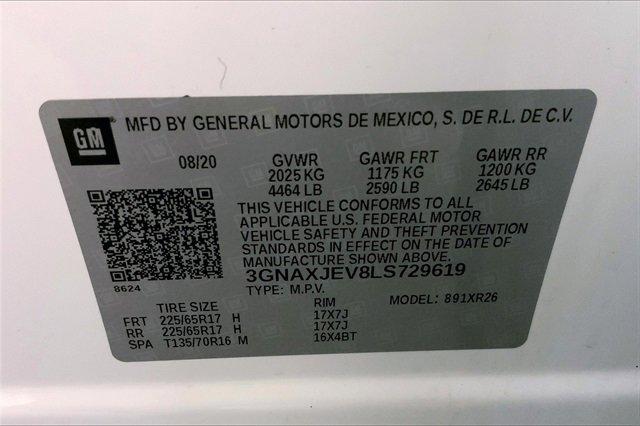 GM MFD BY GENERAL MOTORS DE MEXICO, S. DE R.L. DE C.V.
08/20 GVWR GAWR FRT GAWR RR
2025 KG 1175 KG 1200 KG
4464 LB 2590 LB 2645 LB
THIS VEHICLE CONFORMS TO ALL
APPLICABLE U.S. FEDERAL MOTOR
VEHICLE SAFETY AND THEFT PREVENTION
STANDARDS IN EFFECT ON THE DATE OF
MANUFACTURE SHOWN ABOVE.
3GNAXJEV8LS729619
8624 TYPE: M.P.V. MODEL: 891XR26
TIRE SIZE RIM
FRT 225/65R17 H 17X7J
RR 225/65R17 H 17X7J
SPA T135/70R16 M 16X4BT